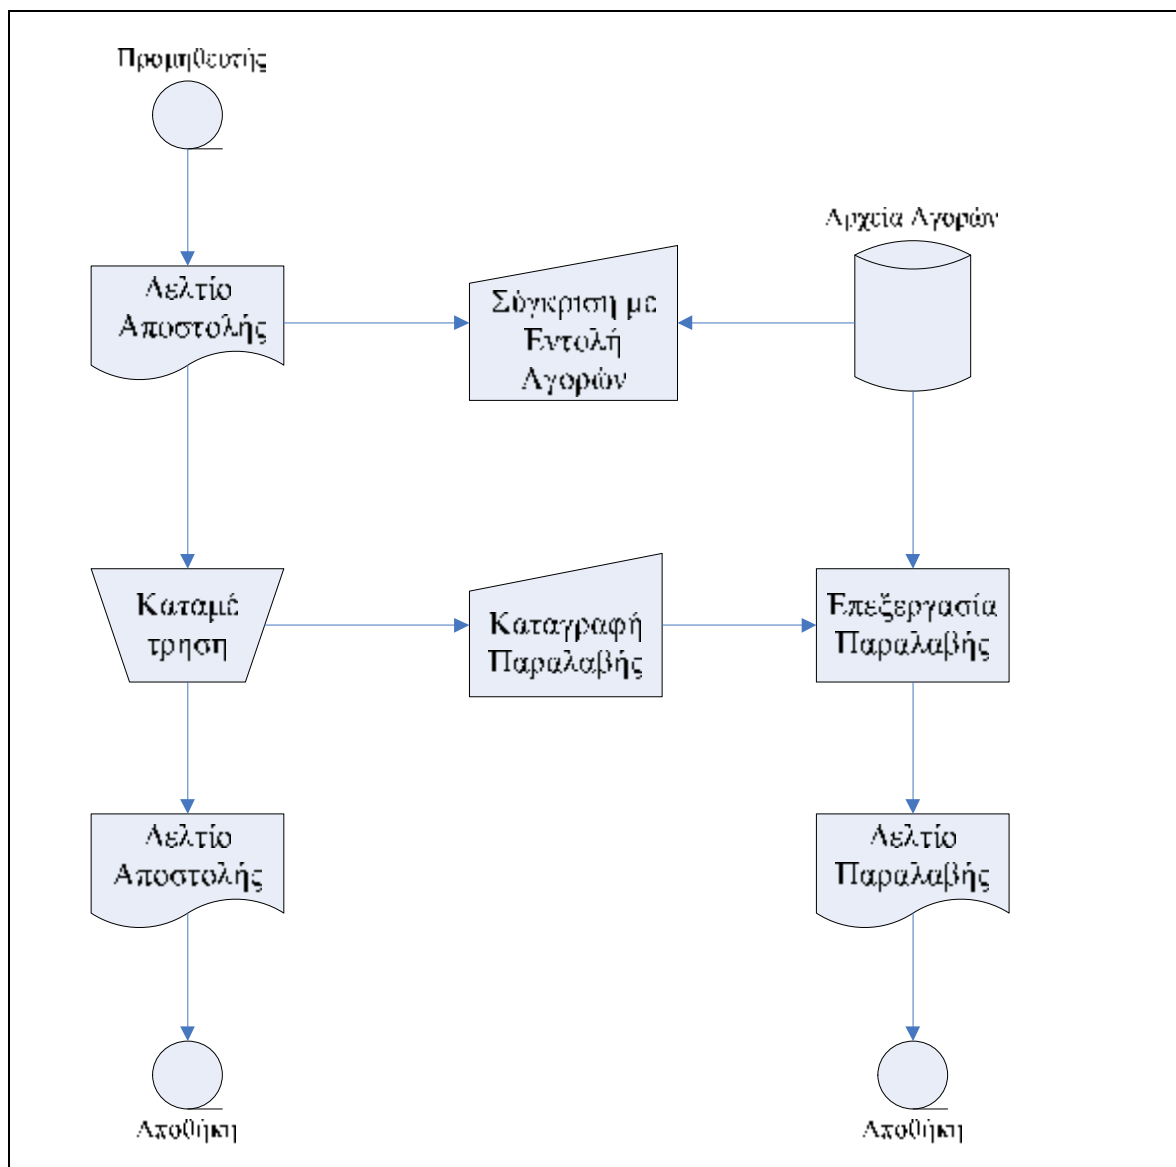 Προμηθευτής
Αρχεία Αγορών
Δελτίο
Αποστολής
Σύγκριση με
Εντολή
Αγορών
Καταμέ
τρηση
Καταγραφή
Παραλαβής
Επεξεργασία
Παραλαβής
Δελτίο
Αποστολής
Δελτίο
Παραλαβής
Αποθήκη
Αποθήκη